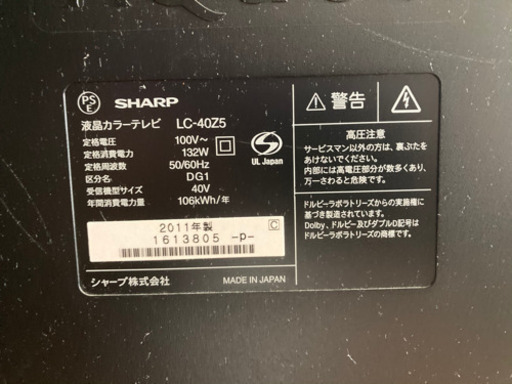 PS
E
SHARP
液晶カラーテレビ LC-40Z5
定格電圧 100V～
定格消費電力 132W
定格周波数 50/60Hz
区分名 DG1
受信機型サイズ 40V
年間消費電力量 106kWh/年
UL Japan
2011年製
C
1613805 -P-
シャープ株式会社 MADE IN JAPAN
警告
高圧注意
サービスマン以外の方は、裏ぶたを
あけないでください。
内部には高電圧部分が数多くあり、
万一さわると危険です。
ドルビーラボラトリーズからの実施権に
基づき製造されています。
Dolby、ドルビー及びダブルD記号は
ドルビーラボラトリーズの商標です。